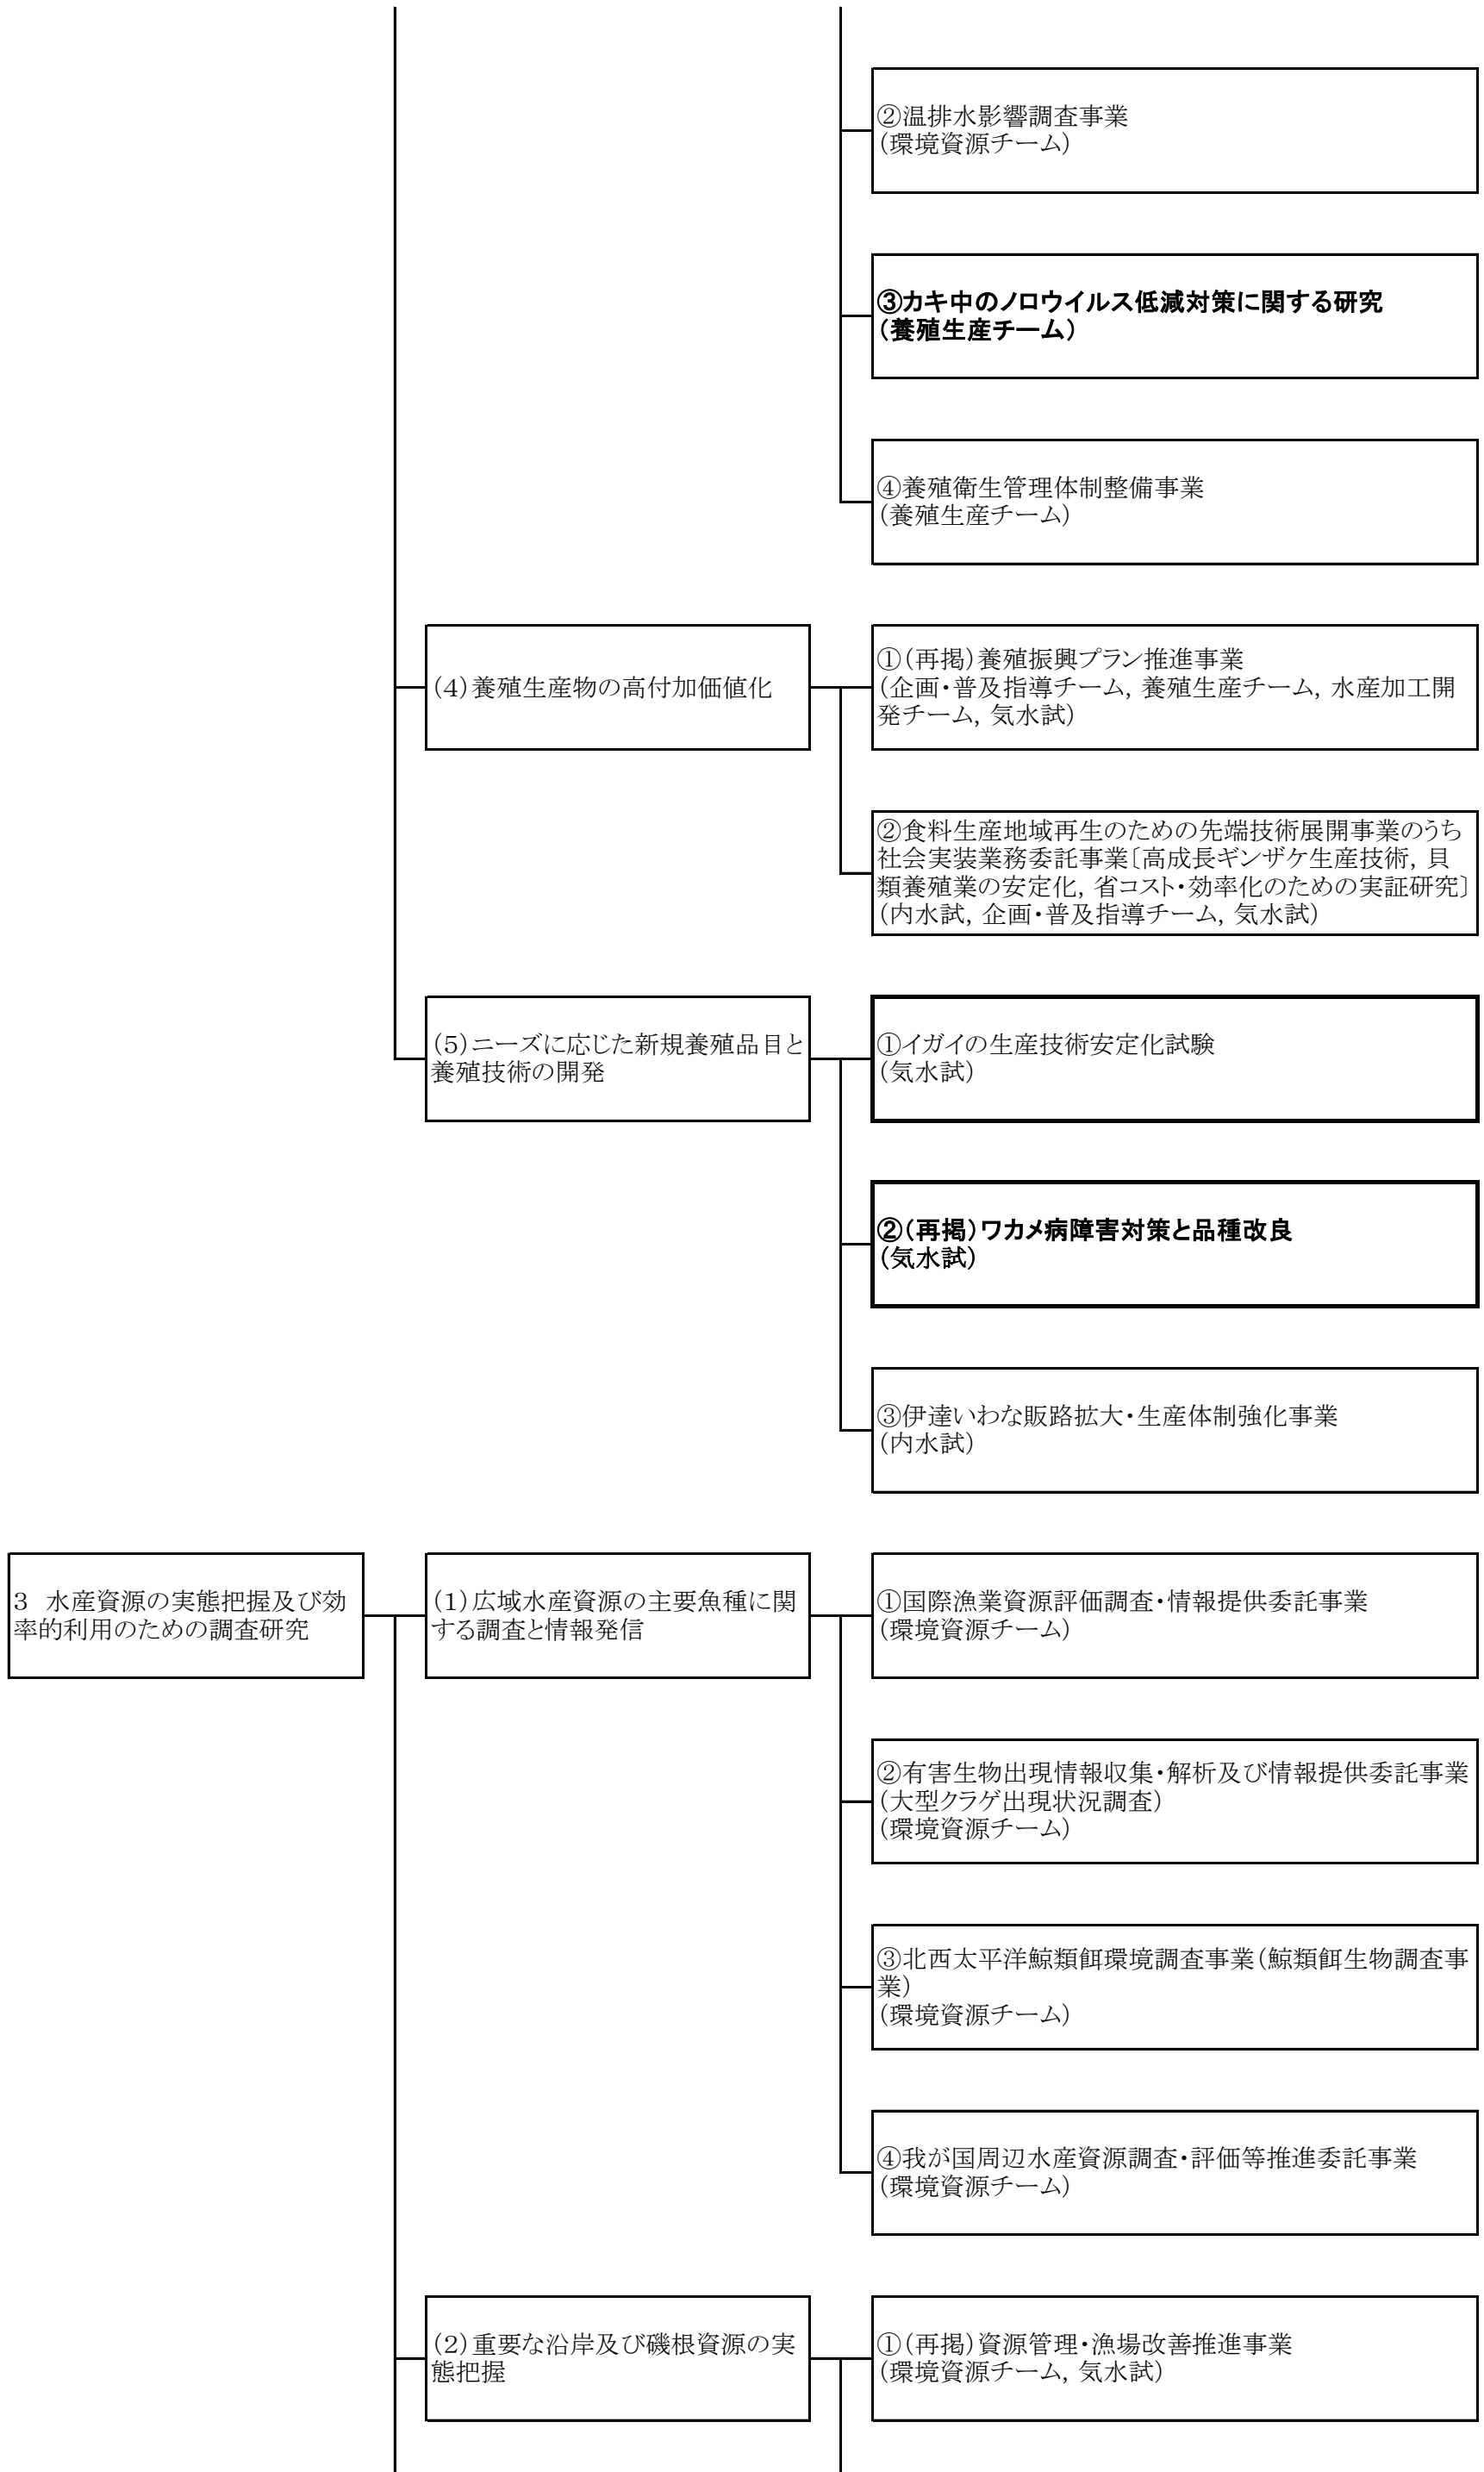 ②温排水影響調査事業
（環境資源チーム）
③カキ中のノロウイルス低減対策に関する研究
（養殖生産チーム）
④養殖衛生管理体制整備事業
（養殖生産チーム）
（4）養殖生産物の高付加価値化
①（再掲）養殖振興プラン推進事業
（企画・普及指導チーム，養殖生産チーム，水産加工開
発チーム，気水試）
②食料生産地域再生のための先端技術展開事業のうち
社会実装業務委託事業〔高成長ギンザケ生産技術，貝
類養殖業の安定化，省コスト・効率化のための実証研究〕
（内水試，企画・普及指導チーム，気水試）
（5）ニーズに応じた新規養殖品目と
養殖技術の開発
①イガイの生産技術安定化試験
（気水試）
②（再掲）ワカメ病障害対策と品種改良
（気水試）
③伊達いわな販路拡大・生産体制強化事業
（内水試）
3　水産資源の実態把握及び効
率的利用のための調査研究
（1）広域水産資源の主要魚種に関
する調査と情報発信
①国際漁業資源評価調査・情報提供委託事業
（環境資源チーム）
②有害生物出現情報収集・解析及び情報提供委託事業
（大型クラゲ出現状況調査）
（環境資源チーム）
③北西太平洋鯨類餌環境調査事業（鯨類餌生物調査事
業）
（環境資源チーム）
④我が国周辺水産資源調査・評価等推進委託事業
（環境資源チーム）
（2）重要な沿岸及び磯根資源の実
態把握
①（再掲）資源管理・漁場改善推進事業
（環境資源チーム，気水試）